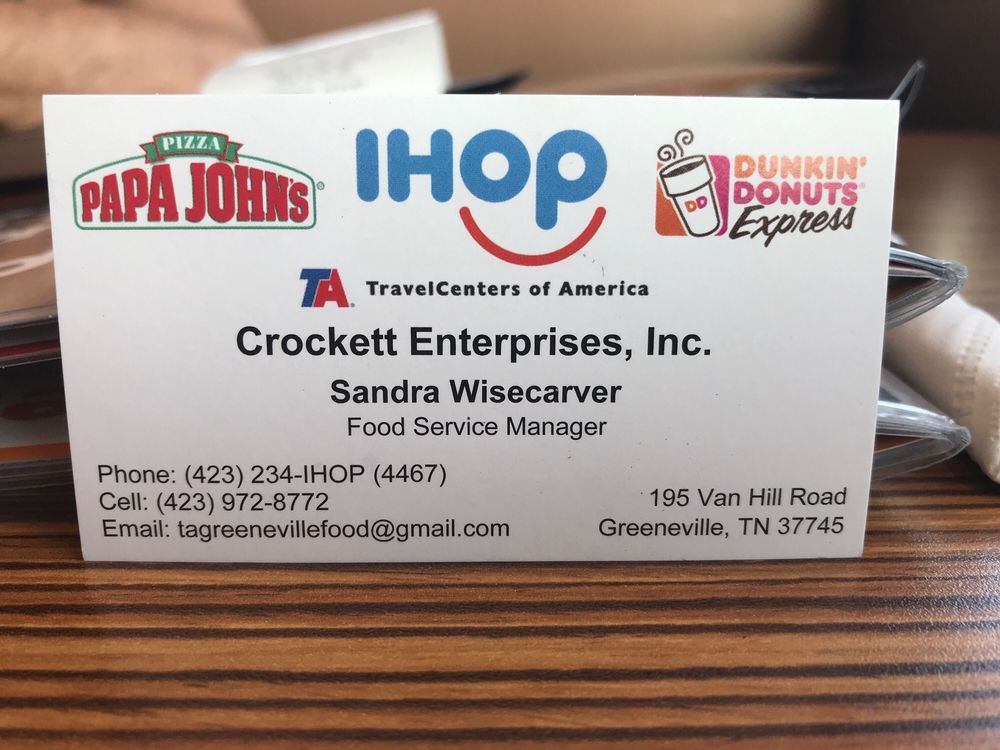 PIZZA
PAPA JOHN'S
IHOP
DUNKIN'
DONUTS
Express
DD
TA TravelCenters of America
Crockett Enterprises, Inc.
Sandra Wisecarver
Food Service Manager
Phone: (423) 234-IHOP (4467)
Cell: (423) 972-8772
Email: tagreenevillefood@gmail.com
195 Van Hill Road
Greeneville, TN 37745